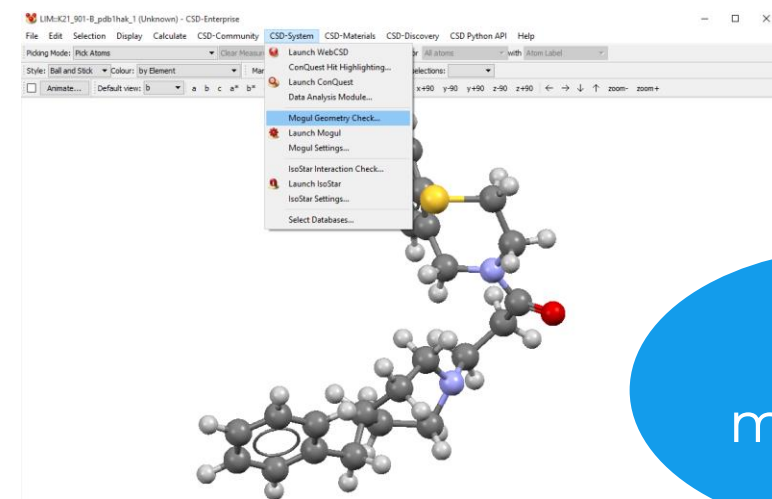 LIM::K21_901-B_pdb1hak_1 (Unknown) - CSD-Enterprise
File Edit Selection Display Calculate CSD-Community CSD-System CSD-Materials CSD-Discovery CSD Python API Help
Picking Mode: Pick Atoms Clear Measur or All atoms with Atom Label
Style: Ball and Stick Colour: by Element Mar elections:
Animate... Default view: b a b c a* b* x+90 y-90 y+90 z-90 z+90 ← → ↓ ↑ zoom- zoom+
Launch WebCSD
ConQuest Hit Highlighting...
Launch ConQuest
Data Analysis Module...
Mogul Geometry Check...
Launch Mogul
Mogul Settings...
IsoStar Interaction Check...
Launch IsoStar
IsoStar Settings...
Select Databases...
m